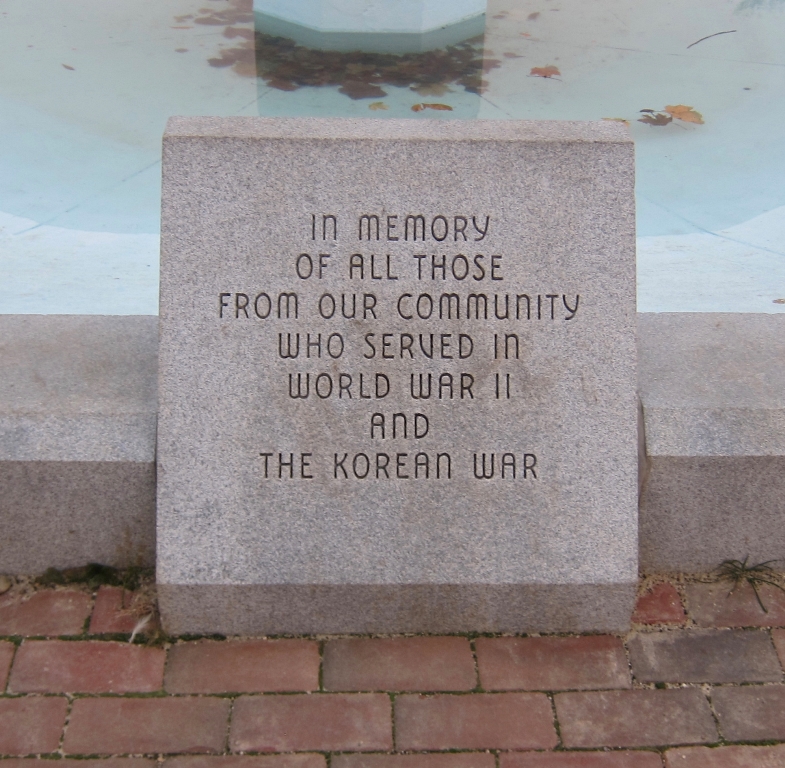 IN MEMORY
OF ALL THOSE
FROM OUR COMMUNITY
WHO SERVED IN
WORLD WAR II
AND
THE KOREAN WAR